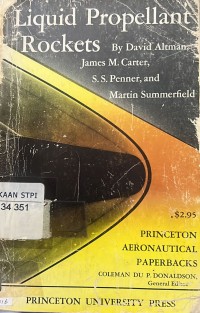 Liquid Propellant
Rockets By David Altman,
James M. Carter,
S. S. Penner, and
Martin Summerfield
KAAN STPI
34 351
$2.95
PRINCETON
AERONAUTICAL
PAPERBACKS
COLEMAN DU P. DONALDSON,
General Editor
PRINCETON UNIVERSITY PRESS